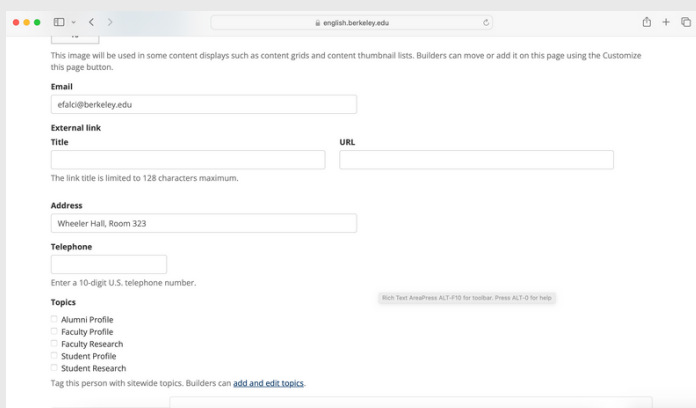 english.berkeley.edu
This image will be used in some content displays such as content grids and content thumbnail lists. Builders can move or add it on this page using the Customize
this page button.
Email
efalci@berkeley.edu
External link
Title URL
The link title is limited to 128 characters maximum.
Address
Wheeler Hall, Room 323
Telephone
Enter a 10-digit U.S. telephone number.
Rich Text AreaPress ALT-F10 for toolbar. Press ALT-0 for help
Topics
Alumni Profile
Faculty Profile
Faculty Research
Student Profile
Student Research
Tag this person with sitewide topics. Builders can add and edit topics.